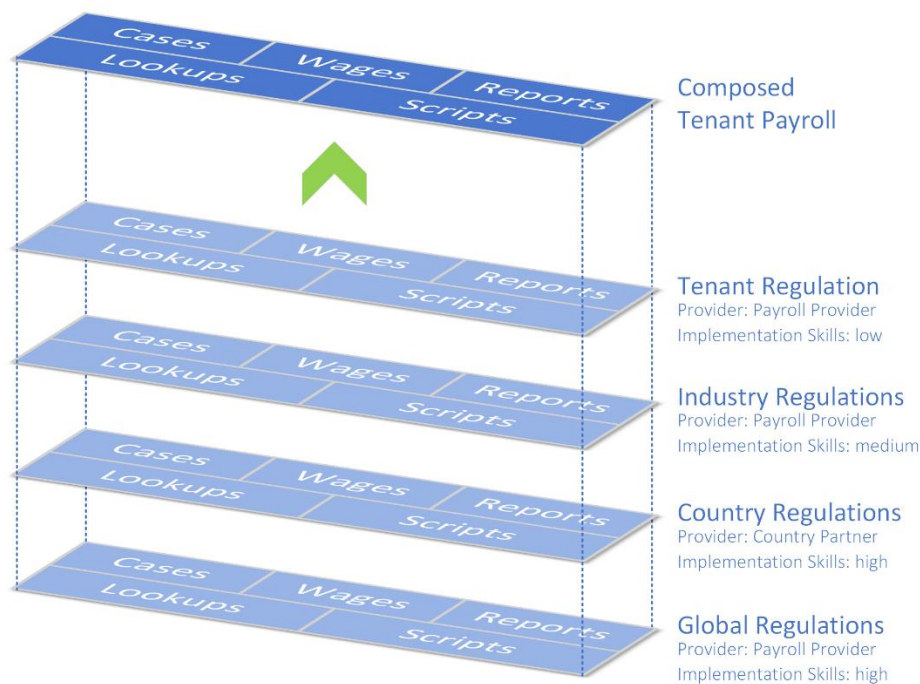 Cases Wages Reports
Lookups Scripts
Composed
Tenant Payroll
Cases Wages Reports
Lookups Scripts
Tenant Regulation
Provider: Payroll Provider
Implementation Skills: low
Cases Wages Reports
Lookups Scripts
Industry Regulations
Provider: Payroll Provider
Implementation Skills: medium
Cases Wages Reports
Lookups Scripts
Country Regulations
Provider: Country Partner
Implementation Skills: high
Cases Wages Reports
Lookups Scripts
Global Regulations
Provider: Payroll Provider
Implementation Skills: high